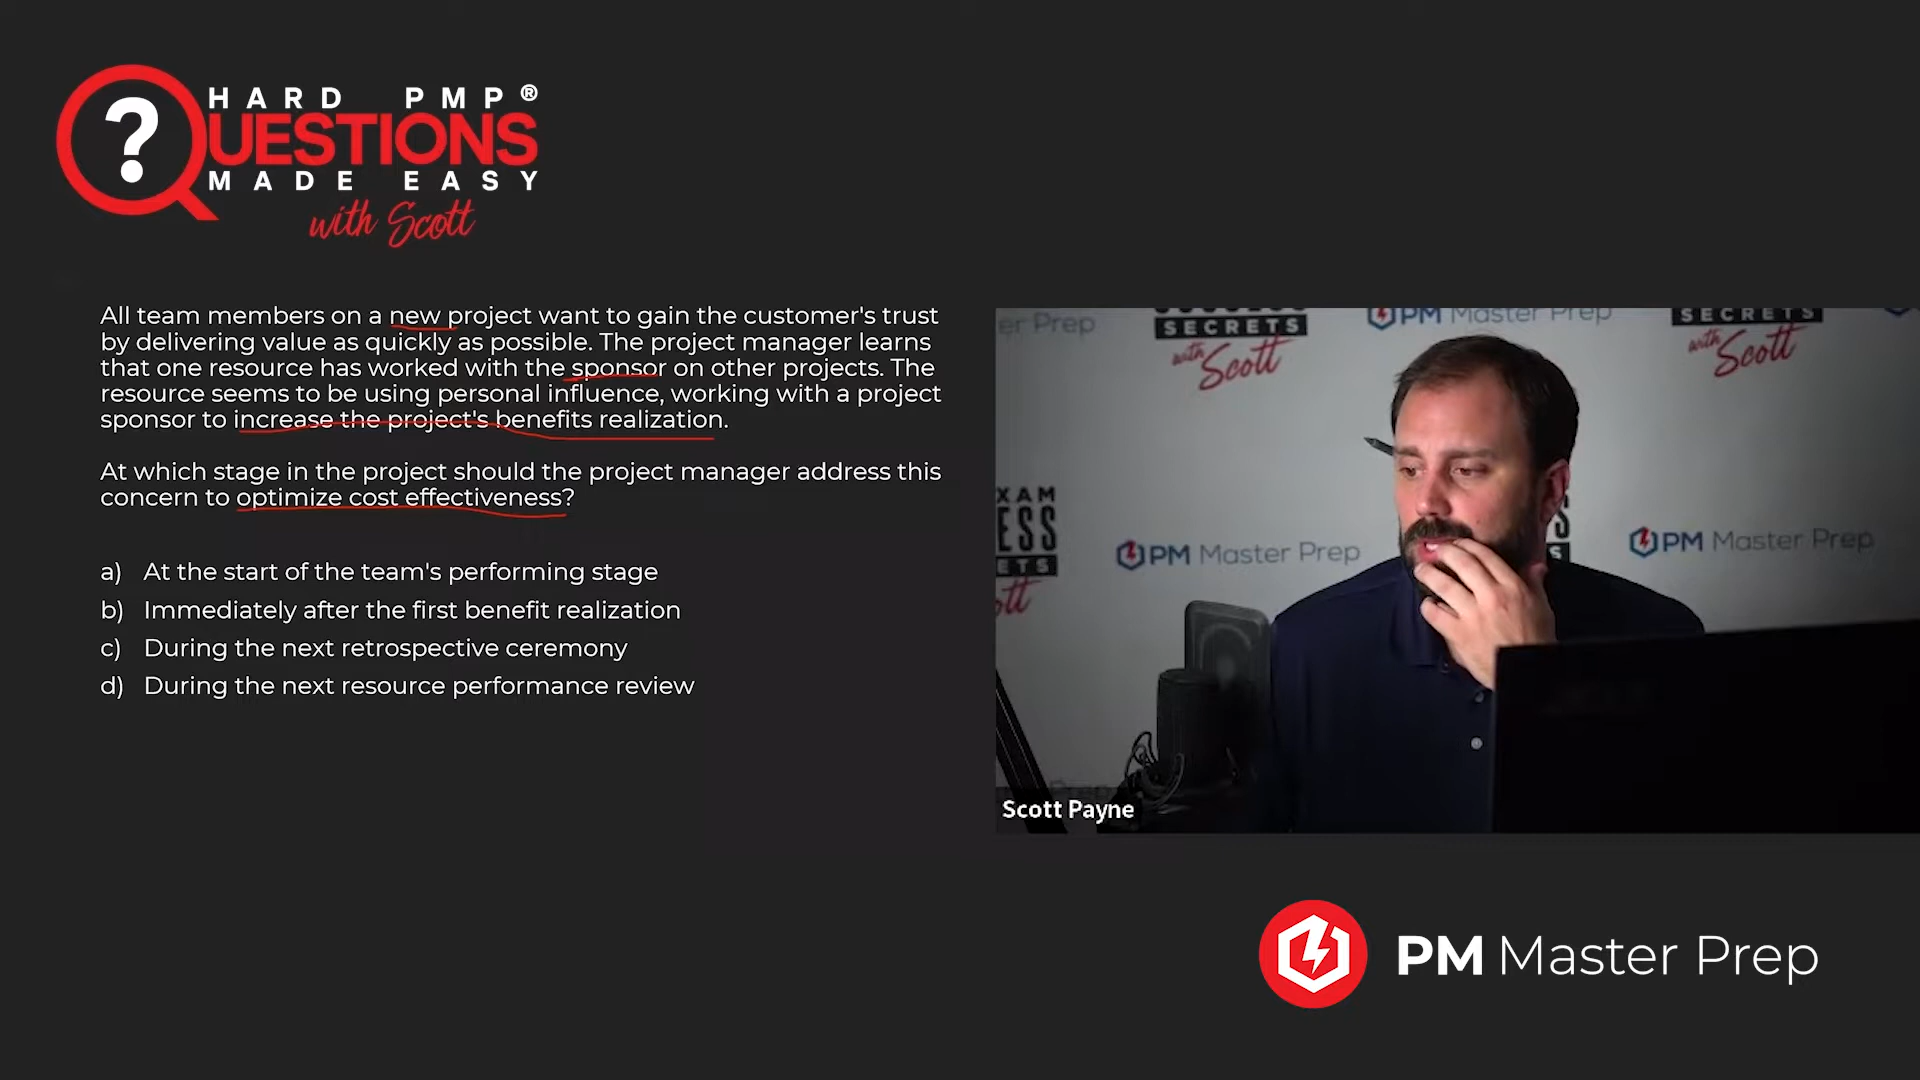 HARD PMP®
QUESTIONS
MADE EASY
with Scott
All team members on a new project want to gain the customer's trust
by delivering value as quickly as possible. The project manager learns
that one resource has worked with the sponsor on other projects. The
resource seems to be using personal influence, working with a project
sponsor to increase the project's benefits realization.
At which stage in the project should the project manager address this
concern to optimize cost effectiveness?
a) At the start of the team's performing stage
b) Immediately after the first benefit realization
c) During the next retrospective ceremony
d) During the next resource performance review
er Prep
SECRETS
with Scott
PM Master Prep
SECRETS
with Scott
XAM
ESS
ETS
PM Master Prep
PM Master Prep
Scott Payne
PM Master Prep